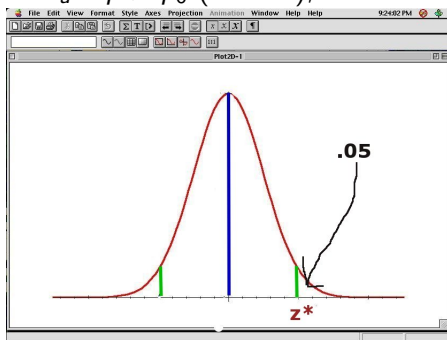 File Edit View Format Style Axes Projection Animation Window Help Help 9:24:02 PM
Plot2D-1
.05
z*